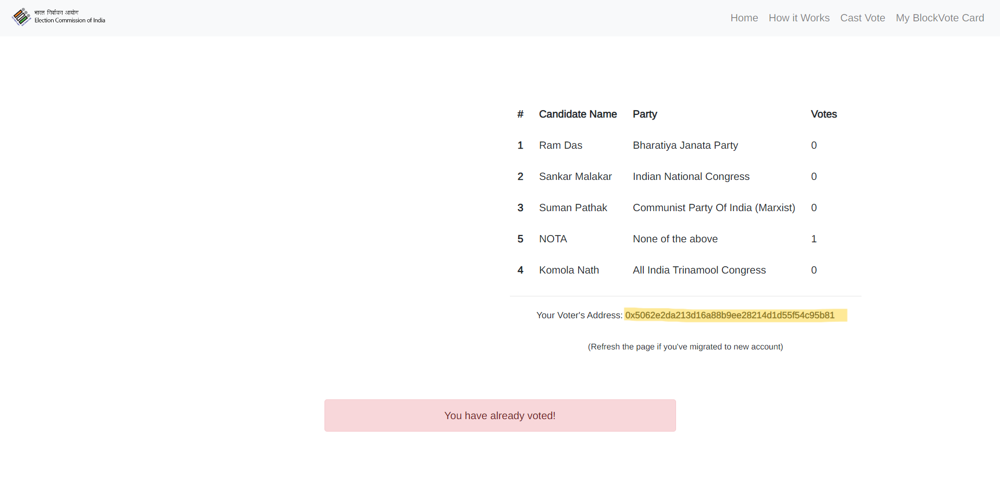 भारत निर्वाचन आयोग
Election Commission of India
Home How it Works Cast Vote My BlockVote Card
# Candidate Name Party Votes
1 Ram Das Bharatiya Janata Party 0
2 Sankar Malakar Indian National Congress 0
3 Suman Pathak Communist Party Of India (Marxist) 0
5 NOTA None of the above 1
4 Komola Nath All India Trinamool Congress 0
Your Voter's Address: 0x5062e2da213d16a88b9ee28214d1d55f54c95b81
(Refresh the page if you've migrated to new account)
You have already voted!